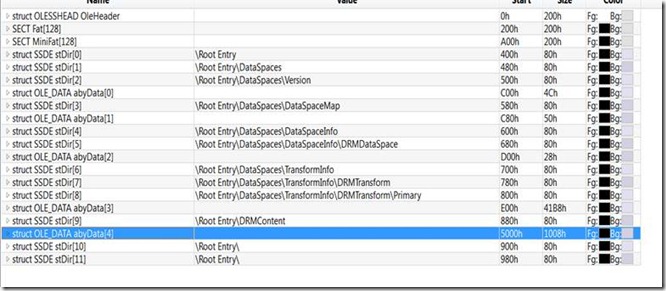 Name Value Start Size Color
struct OLESSHEAD OleHeader 0h 200h Fg: Bg:
SECT Fat[128] 200h 200h Fg: Bg:
SECT MiniFat[128] A00h 200h Fg: Bg:
struct SSDE stDir[0] \Root Entry 400h 80h Fg: Bg:
struct SSDE stDir[1] \Root Entry\DataSpaces 480h 80h Fg: Bg:
struct SSDE stDir[2] \Root Entry\DataSpaces\Version 500h 80h Fg: Bg:
struct OLE_DATA abyData[0] C00h 4Ch Fg: Bg:
struct SSDE stDir[3] \Root Entry\DataSpaces\DataSpaceMap 580h 80h Fg: Bg:
struct OLE_DATA abyData[1] C80h 50h Fg: Bg:
struct SSDE stDir[4] \Root Entry\DataSpaces\DataSpaceInfo 600h 80h Fg: Bg:
struct SSDE stDir[5] \Root Entry\DataSpaces\DataSpaceInfo\DRMDataSpace 680h 80h Fg: Bg:
struct OLE_DATA abyData[2] D00h 28h Fg: Bg:
struct SSDE stDir[6] \Root Entry\DataSpaces\TransformInfo 700h 80h Fg: Bg:
struct SSDE stDir[7] \Root Entry\DataSpaces\TransformInfo\DRMTransform 780h 80h Fg: Bg:
struct SSDE stDir[8] \Root Entry\DataSpaces\TransformInfo\DRMTransform\Primary 800h 80h Fg: Bg:
struct OLE_DATA abyData[3] E00h 41B8h Fg: Bg:
struct SSDE stDir[9] \Root Entry\DRMContent 880h 80h Fg: Bg:
struct OLE_DATA abyData[4] 5000h 1008h Fg: Bg:
struct SSDE stDir[10] \Root Entry\ 900h 80h Fg: Bg:
struct SSDE stDir[11] \Root Entry\ 980h 80h Fg: Bg: